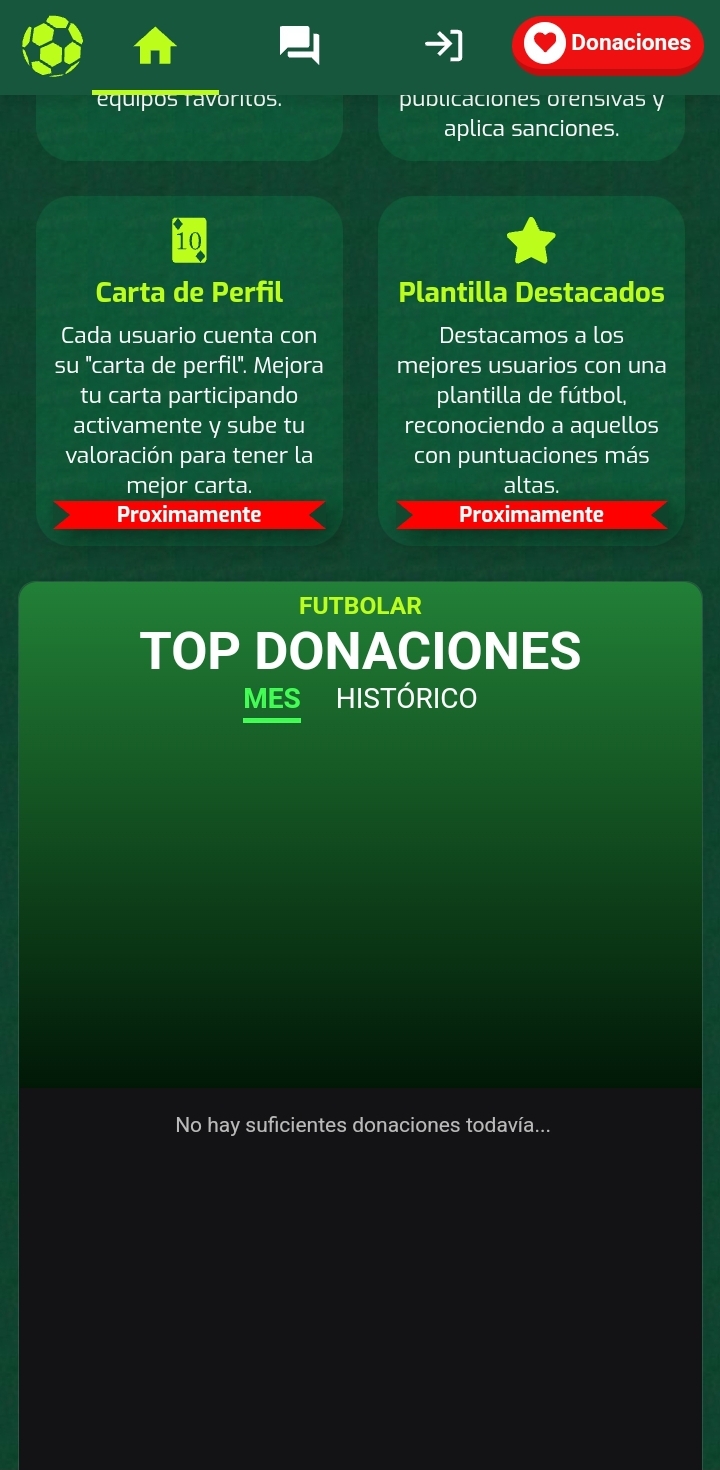 Donaciones
equipos favoritos.
publicaciones ofensivas y
aplica sanciones.
10
Carta de Perfil
Cada usuario cuenta con
su "carta de perfil". Mejora
tu carta participando
activamente y sube tu
valoración para tener la
mejor carta.
Proximamente
Plantilla Destacados
Destacamos a los
mejores usuarios con una
plantilla de fútbol,
reconociendo a aquellos
con puntuaciones más
altas.
Proximamente
FUTBOLAR
TOP DONACIONES
MES HISTÓRICO
No hay suficientes donaciones todavía...